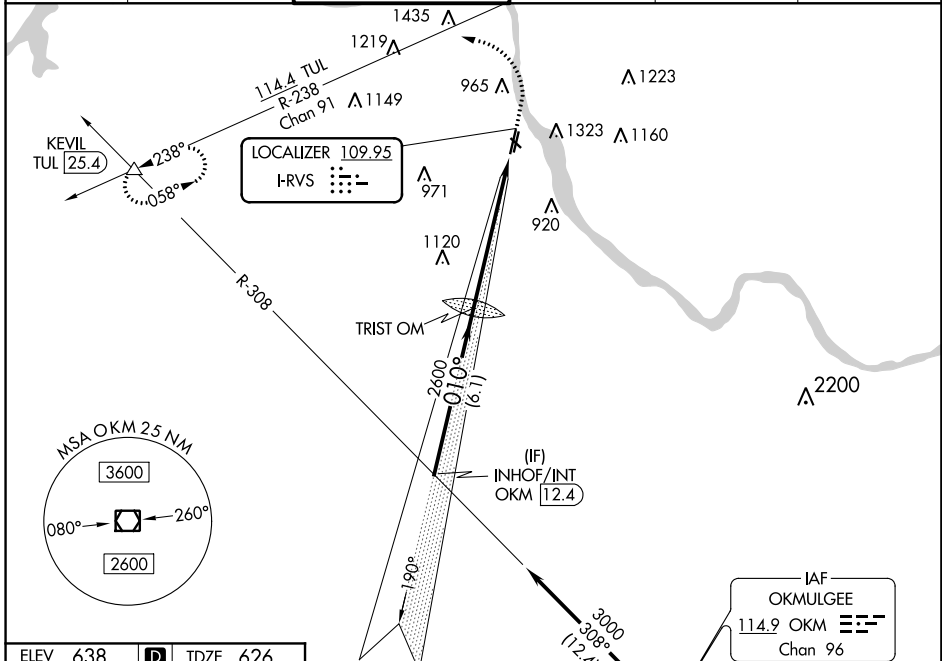 1435
1219
114.4 TUL
R-238
Chan 91
1149
965
1223
1323
1160
KEVIL
TUL 25.4
238°
058°
LOCALIZER 109.95
I-RVS
971
920
1120
R-308
TRIST OM
2600
010°
(6.1)
2200
(IF)
INHOF/INT
OKM 12.4
MSA OKM 25 NM
3600
080°
260°
2600
190°
3000
308°
(12.4)
IAF
OKMULGEE
114.9 OKM
Chan 96
ELEV 638 D TDZE 626